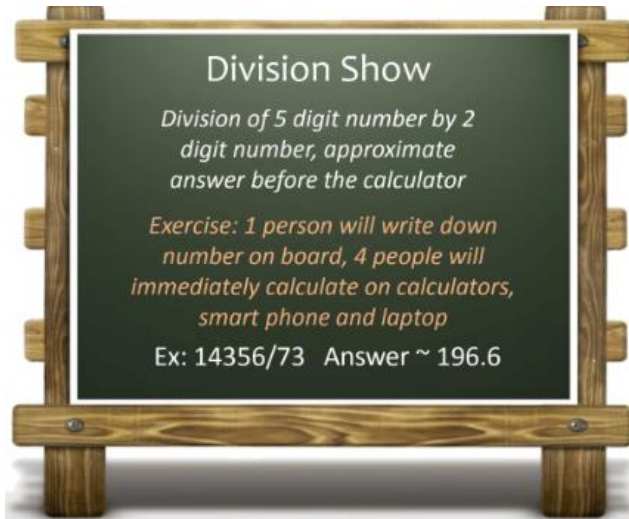 Division Show
Division of 5 digit number by 2
digit number, approximate
answer before the calculator
Exercise: 1 person will write down
number on board, 4 people will
immediately calculate on calculators,
smart phone and laptop
Ex: 14356/73 Answer ~ 196.6